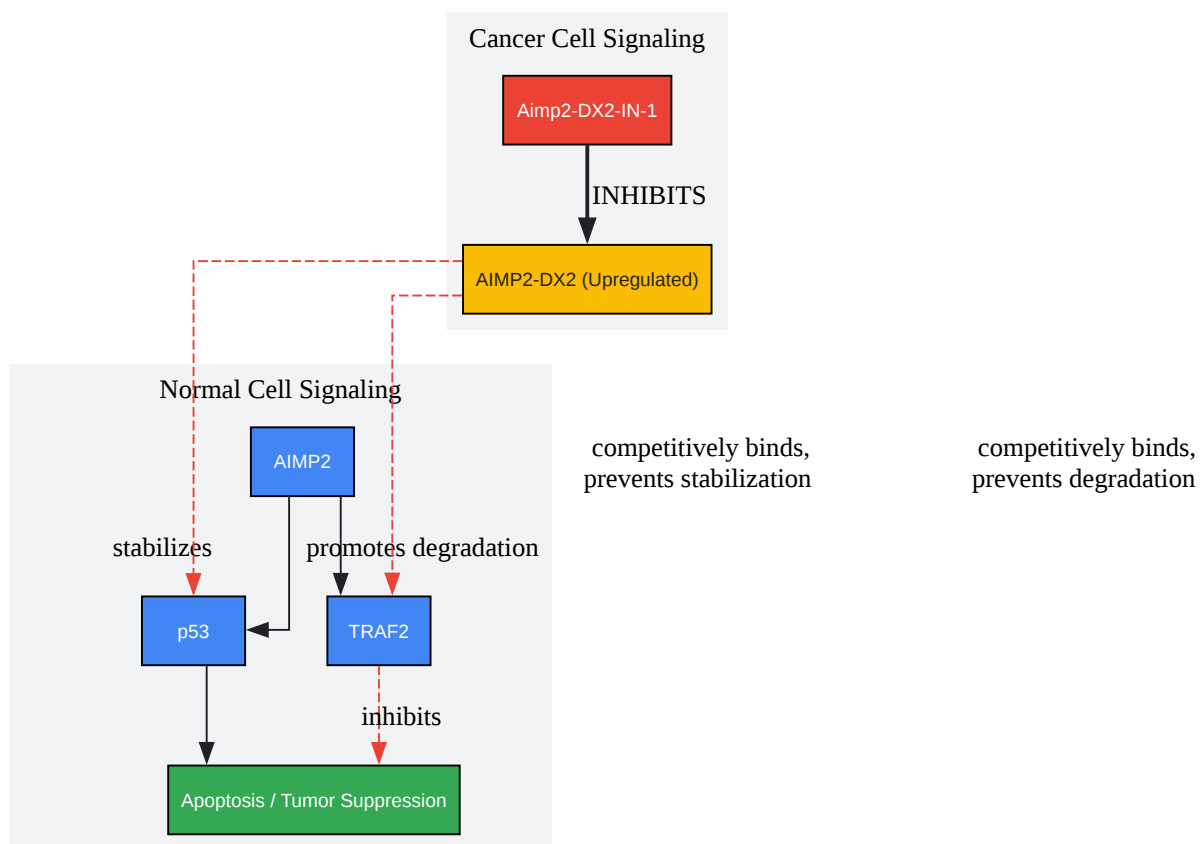 Cancer Cell Signaling
Aimp2-DX2-IN-1
INHIBITS
AIMP2-DX2 (Upregulated)
Normal Cell Signaling
AIMP2
competitively binds,
prevents stabilization
competitively binds,
prevents degradation
stabilizes
promotes degradation
p53
TRAF2
inhibits
Apoptosis / Tumor Suppression